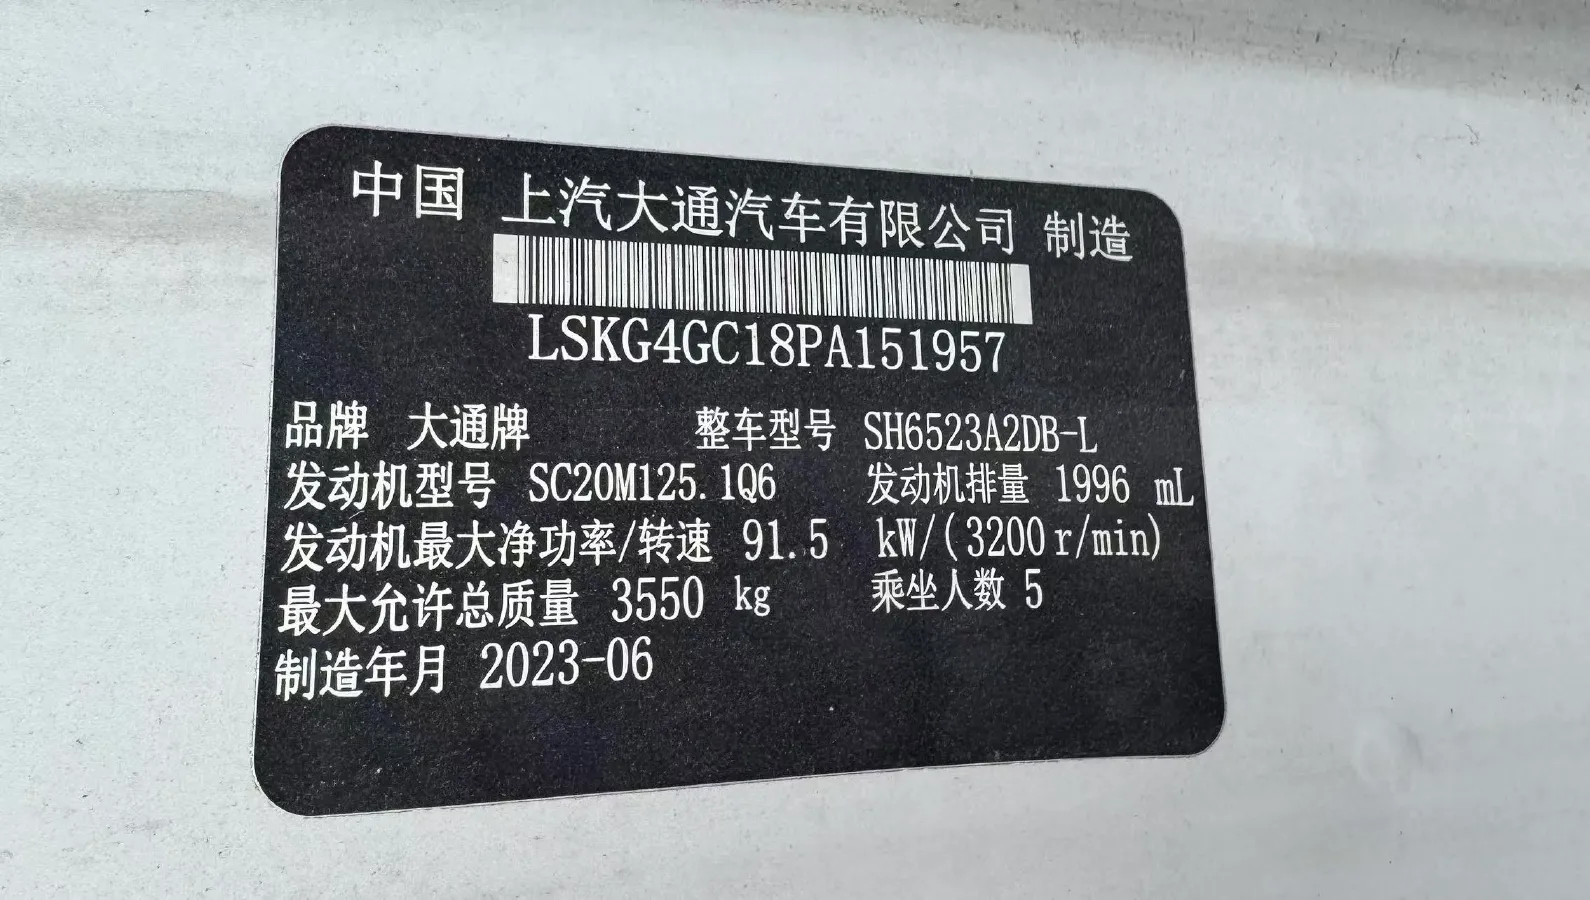 中国 上汽大通汽车有限公司 制造
LSKG4GC18PA151957
品牌 大通牌 整车型号 SH6523A2DB-L
发动机型号 SC20M125.1Q6 发动机排量 1996 mL
发动机最大净功率/转速 91.5 kW/(3200r/min)
最大允许总质量 3550 kg 乘坐人数 5
制造年月 2023-06